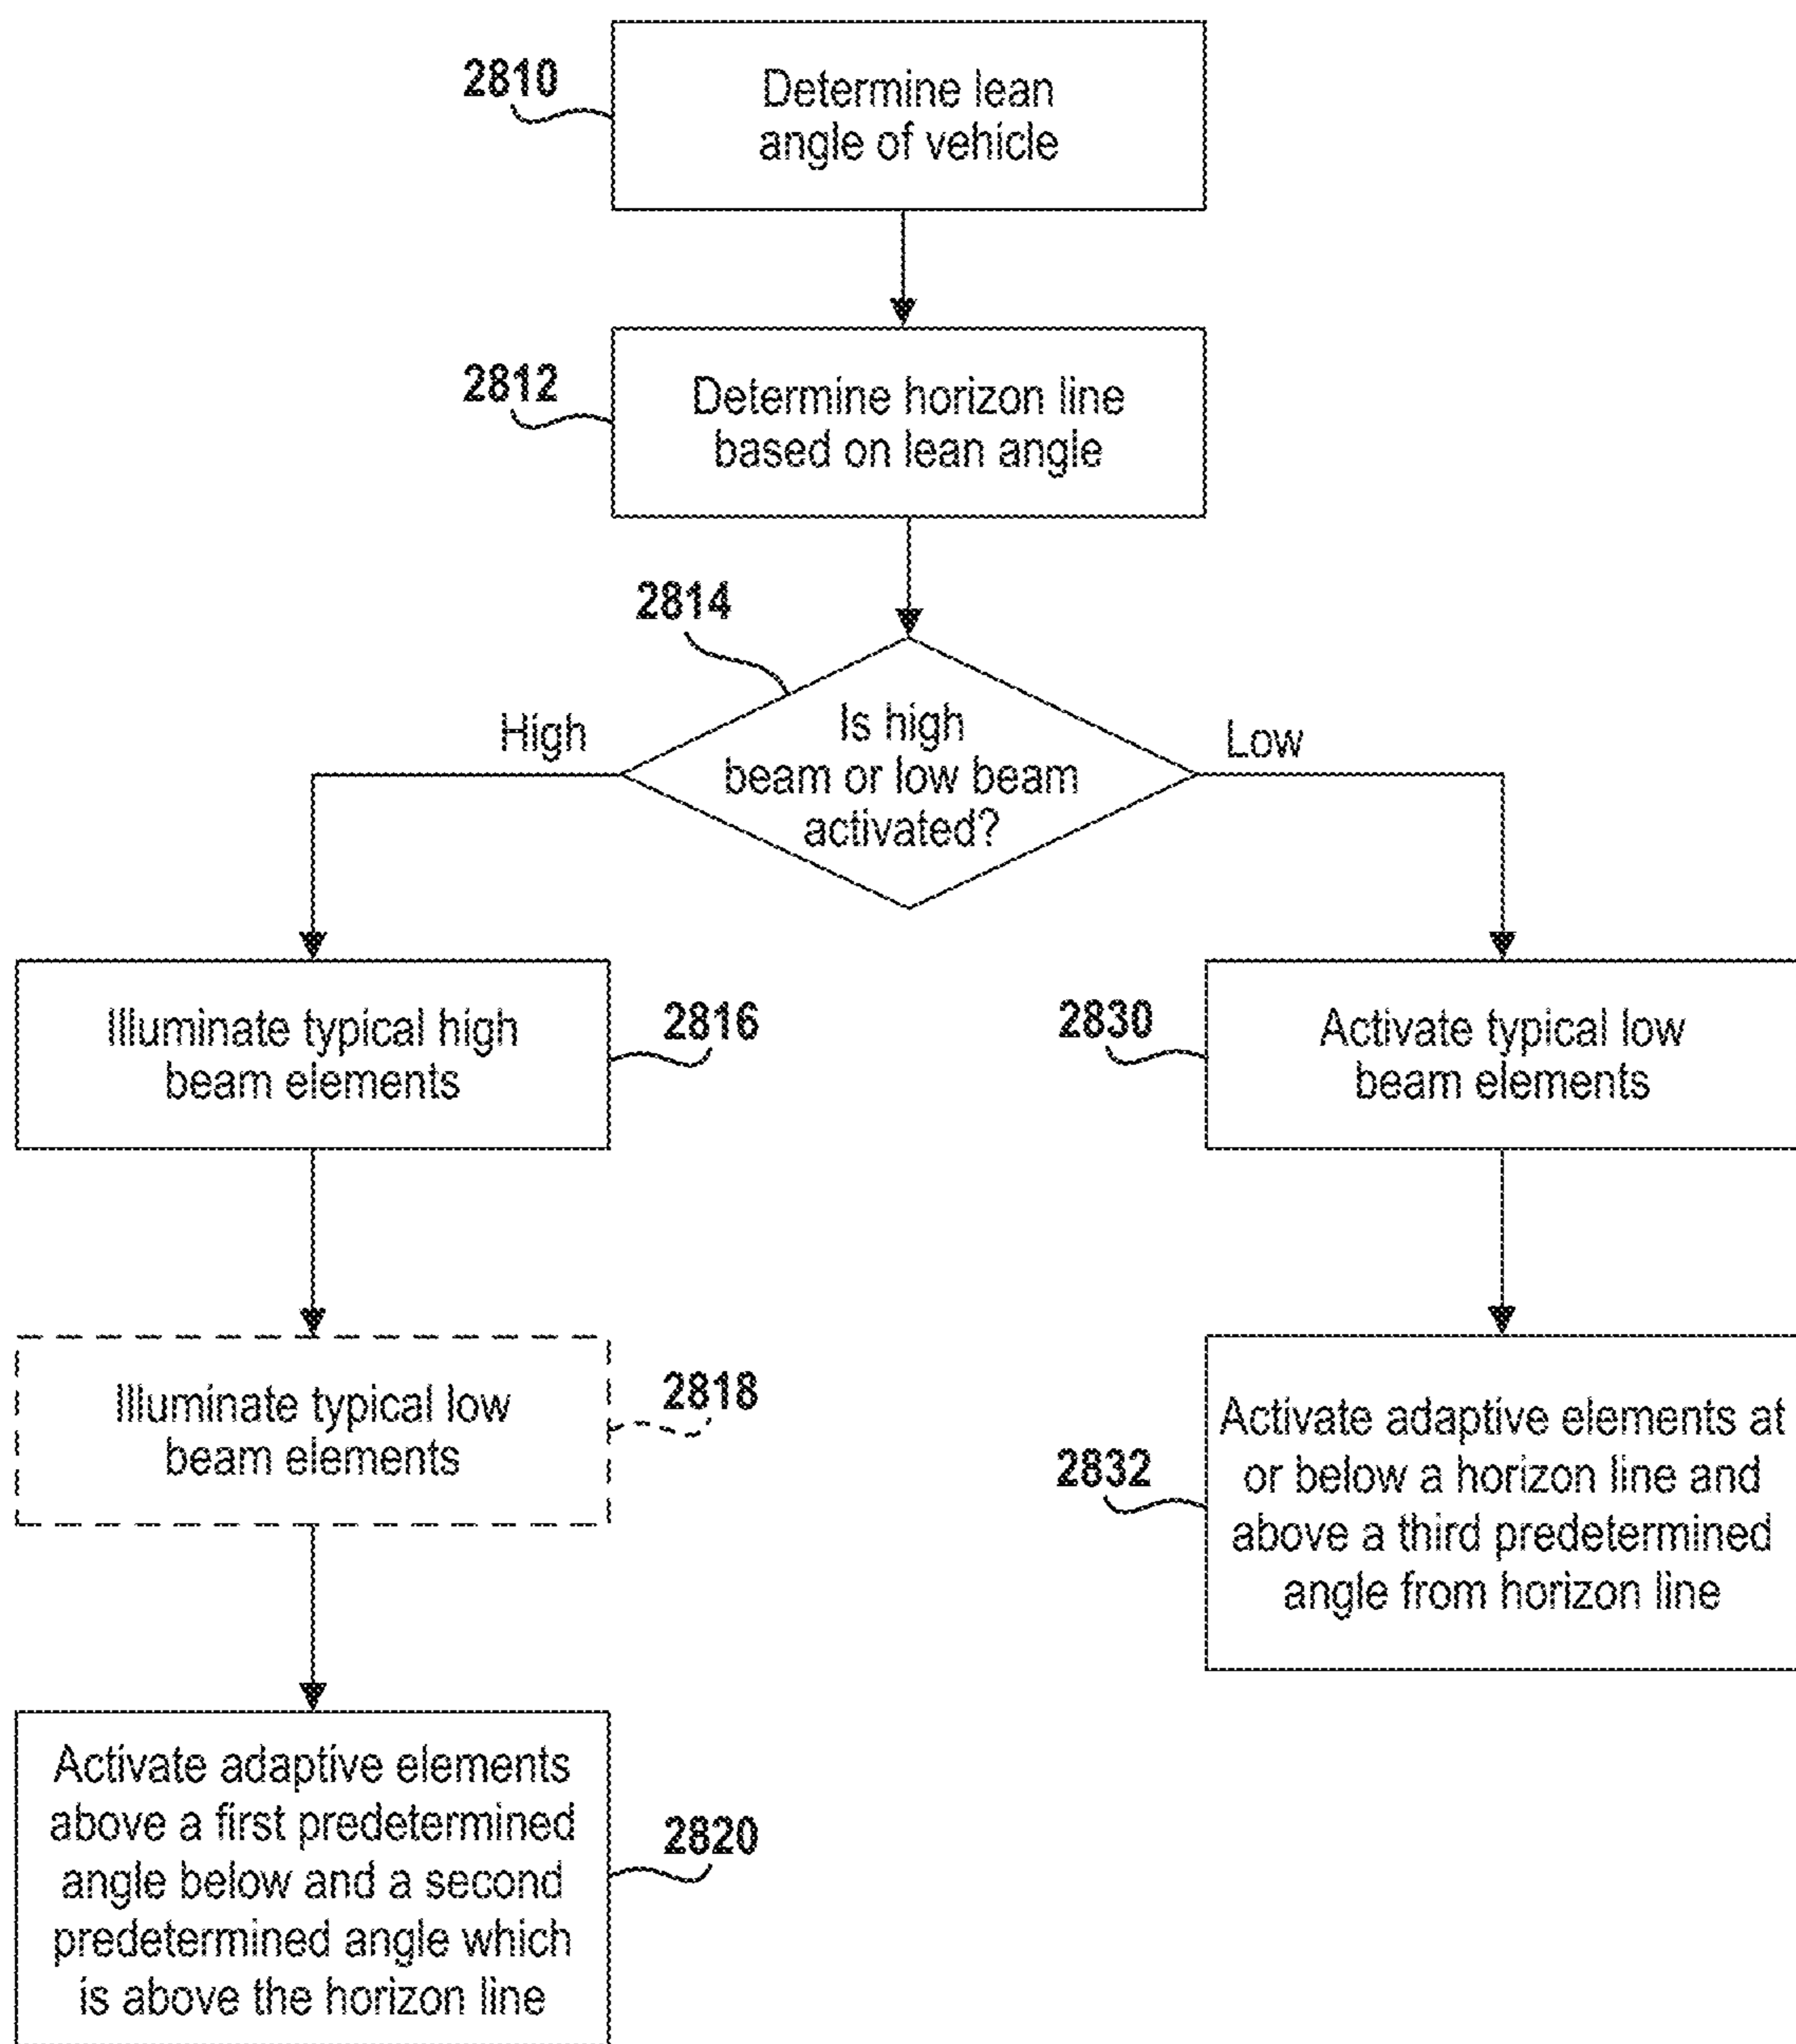 2810
Determine lean
angle of vehicle
2812
Determine horizon line
based on lean angle
2814
High
Is high
beam or low beam
activated?
Low
Illuminate typical high
beam elements
2816
2830
Activate typical low
beam elements
Illuminate typical low
beam elements
2818
2832
Activate adaptive elements at
or below a horizon line and
above a third predetermined
angle from horizon line
Activate adaptive elements
above a first predetermined
angle below and a second
predetermined angle which
is above the horizon line
2820